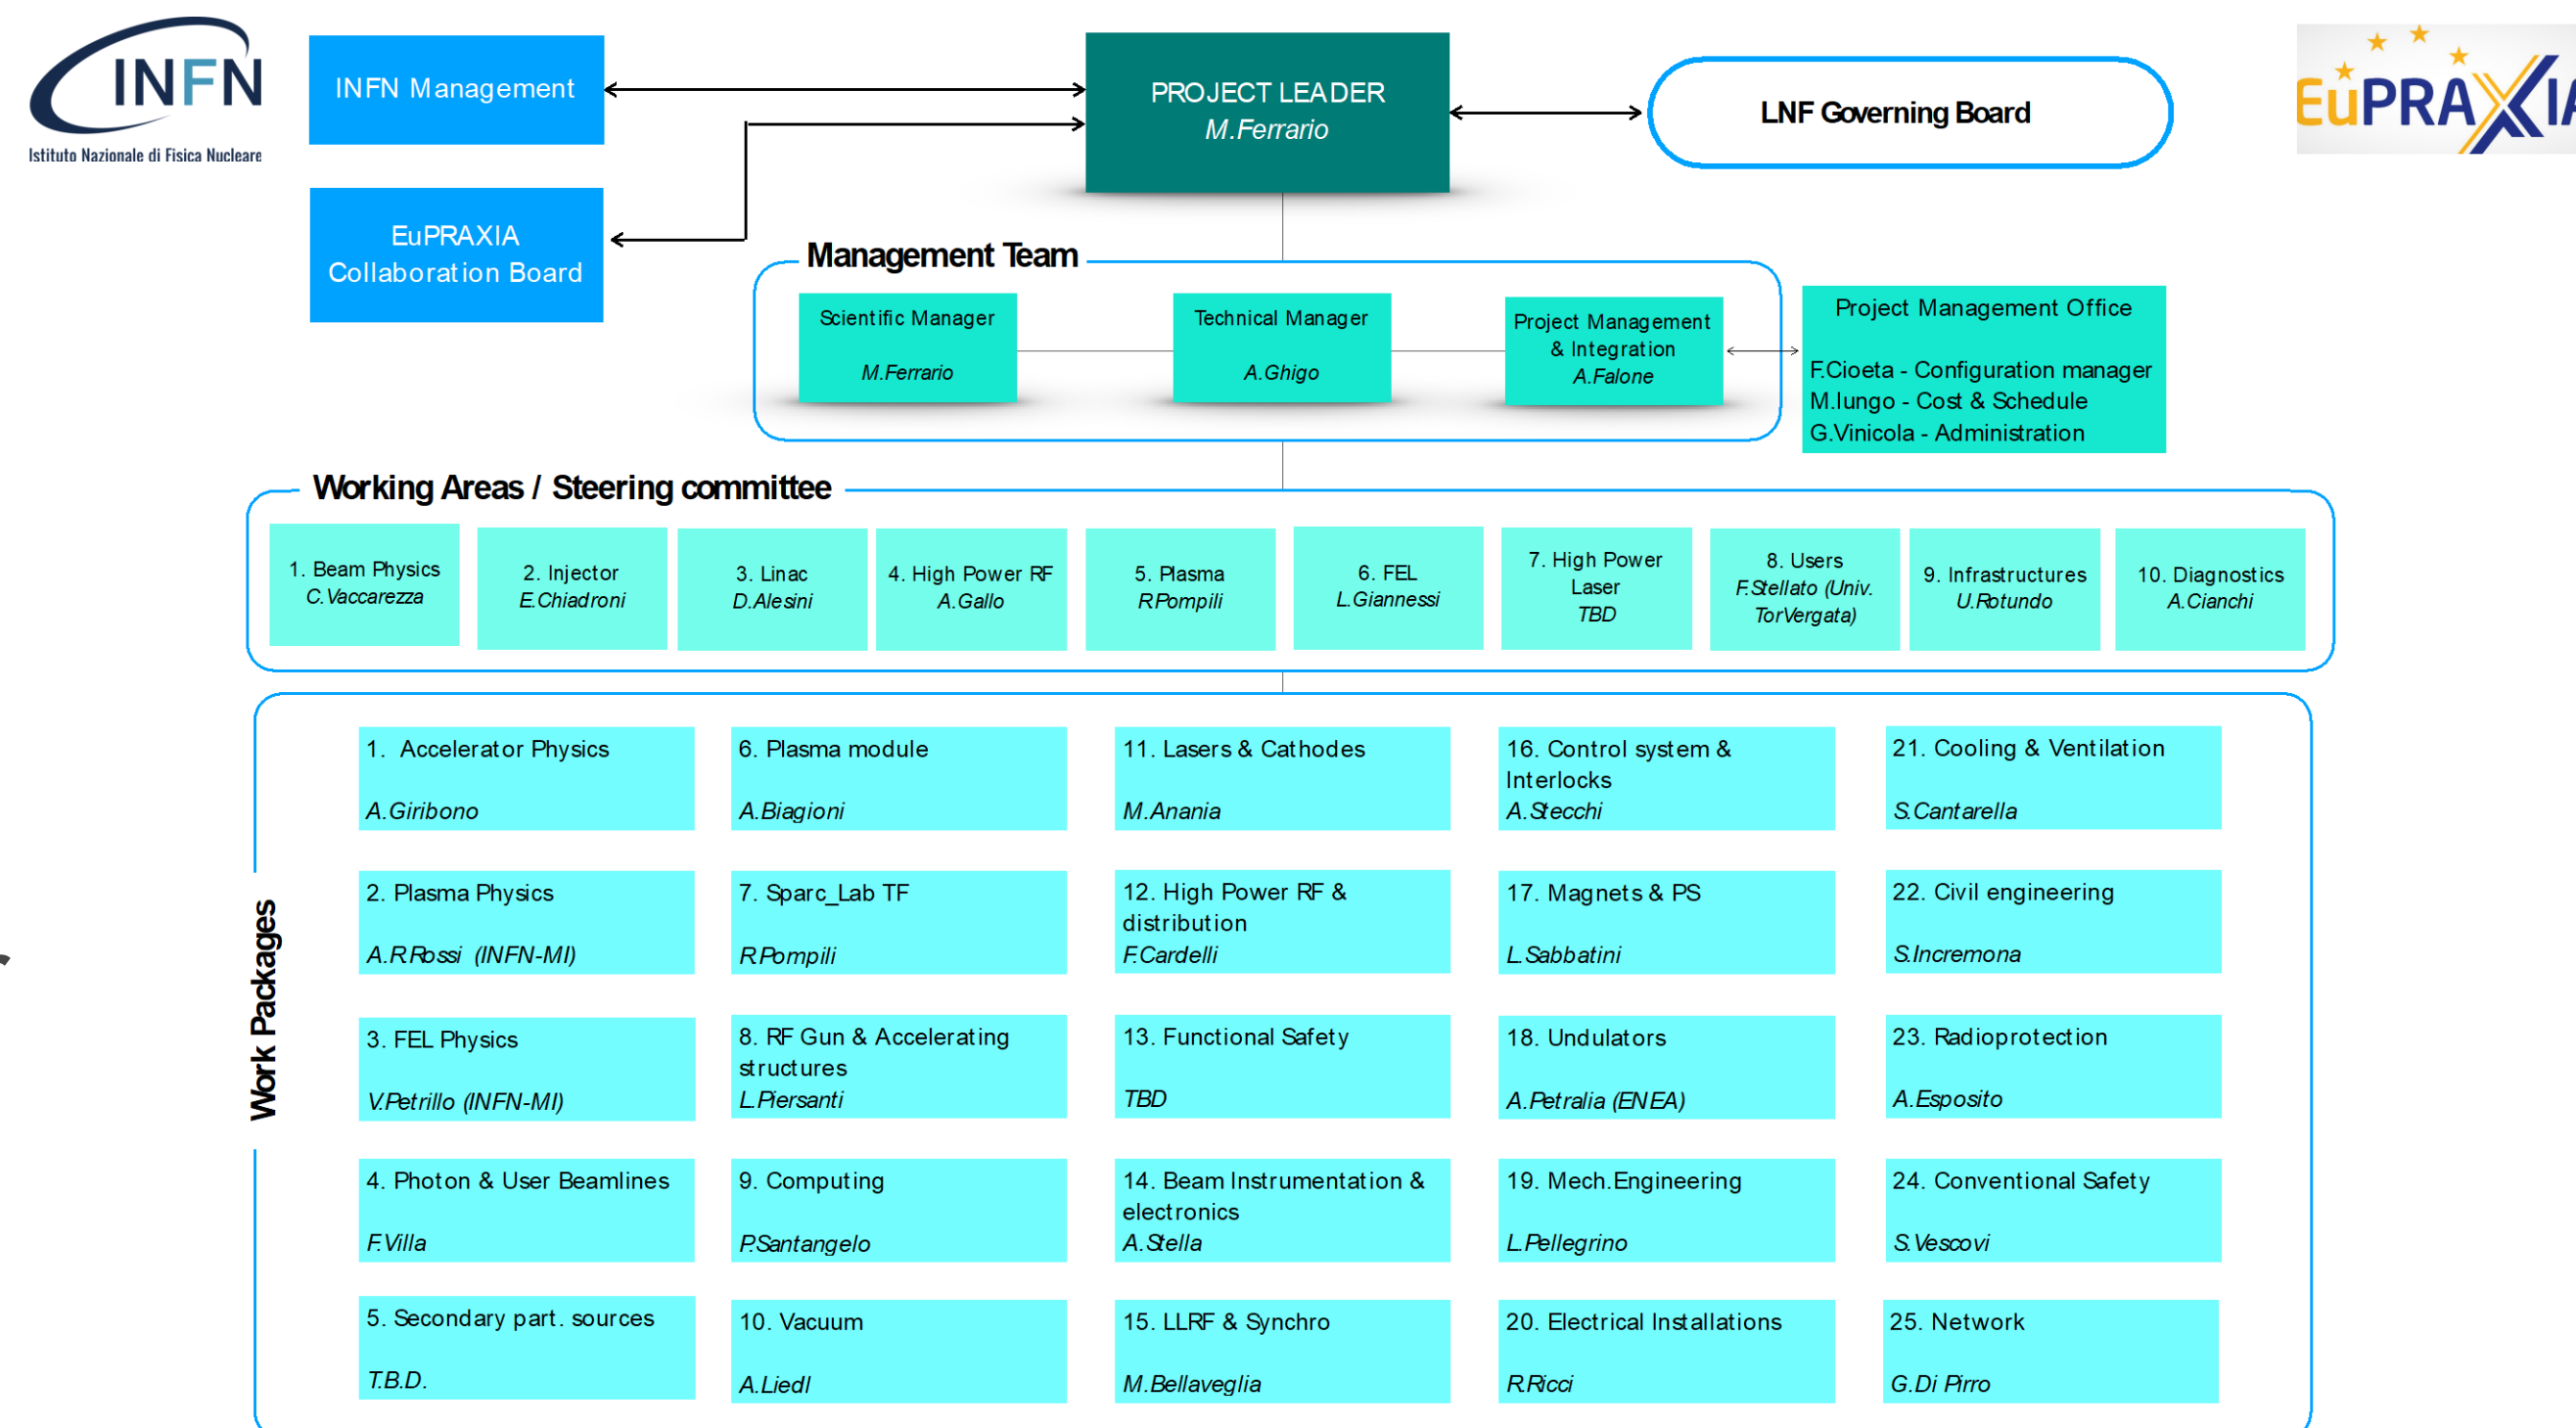 INFN
Istituto Nazionale di Fisica Nucleare
INFN Management
PROJECT LEADER
M.Ferrario
LNF Governing Board
EuPRAXIA
EuPRAXIA
Collaboration Board
Management Team
Scientific Manager
M.Ferrario
Technical Manager
A.Ghigo
Project Management
& Integration
A.Falone
Project Management Office
F.Cioeta - Configuration manager
M.Iungo - Cost & Schedule
G.Vinicola - Administration
Working Areas / Steering committee
1. Beam Physics
C.Vaccarezza
2. Injector
E.Chiadroni
3. Linac
D.Alesini
4. High Power RF
A.Gallo
5. Plasma
R.Pompili
6. FEL
L.Giannessi
7. High Power
Laser
TBD
8. Users
F.Stellato (Univ.
TorVergata)
9. Infrastructures
U.Rotundo
10. Diagnostics
A.Cianchi
Work Packages
1. Accelerator Physics
A.Giribono
2. Plasma Physics
A.R.Rossi (INFN-MI)
3. FEL Physics
V.Petrillo (INFN-MI)
4. Photon & User Beamlines
F.Villa
5. Secondary part. sources
T.B.D.
6. Plasma module
A.Biagioni
7. Sparc_Lab TF
R.Pompili
8. RF Gun & Accelerating
structures
L.Piersanti
9. Computing
P.Santangelo
10. Vacuum
A.Liedl
11. Lasers & Cathodes
M.Anania
12. High Power RF &
distribution
F.Cardelli
13. Functional Safety
TBD
14. Beam Instrumentation &
electronics
A.Stella
15. LLRF & Synchro
M.Bellaveglia
16. Control system &
Interlocks
A.Stecchi
17. Magnets & PS
L.Sabbatini
18. Undulators
A.Petralia (ENEA)
19. Mech.Engineering
L.Pellegrino
20. Electrical Installations
R.Ricci
21. Cooling & Ventilation
S.Cantarella
22. Civil engineering
S.Incremona
23. Radioprotection
A.Esposito
24. Conventional Safety
S.Vescovi
25. Network
G.Di Pirro